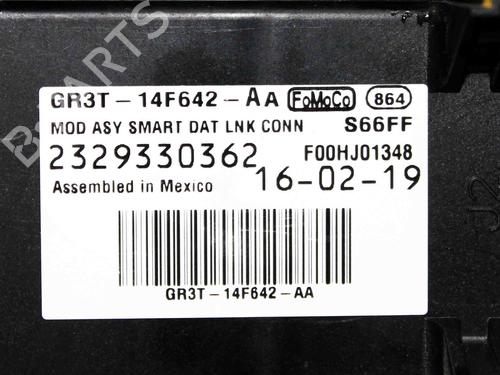 PARTS
GR3T-14F642-AA FoMoCo 864
MOD ASY SMART DAT LNK CONN S66FF
2329330362 F00HJ01348
Assembled in Mexico 16-02-19
GR3T-14F642-AA